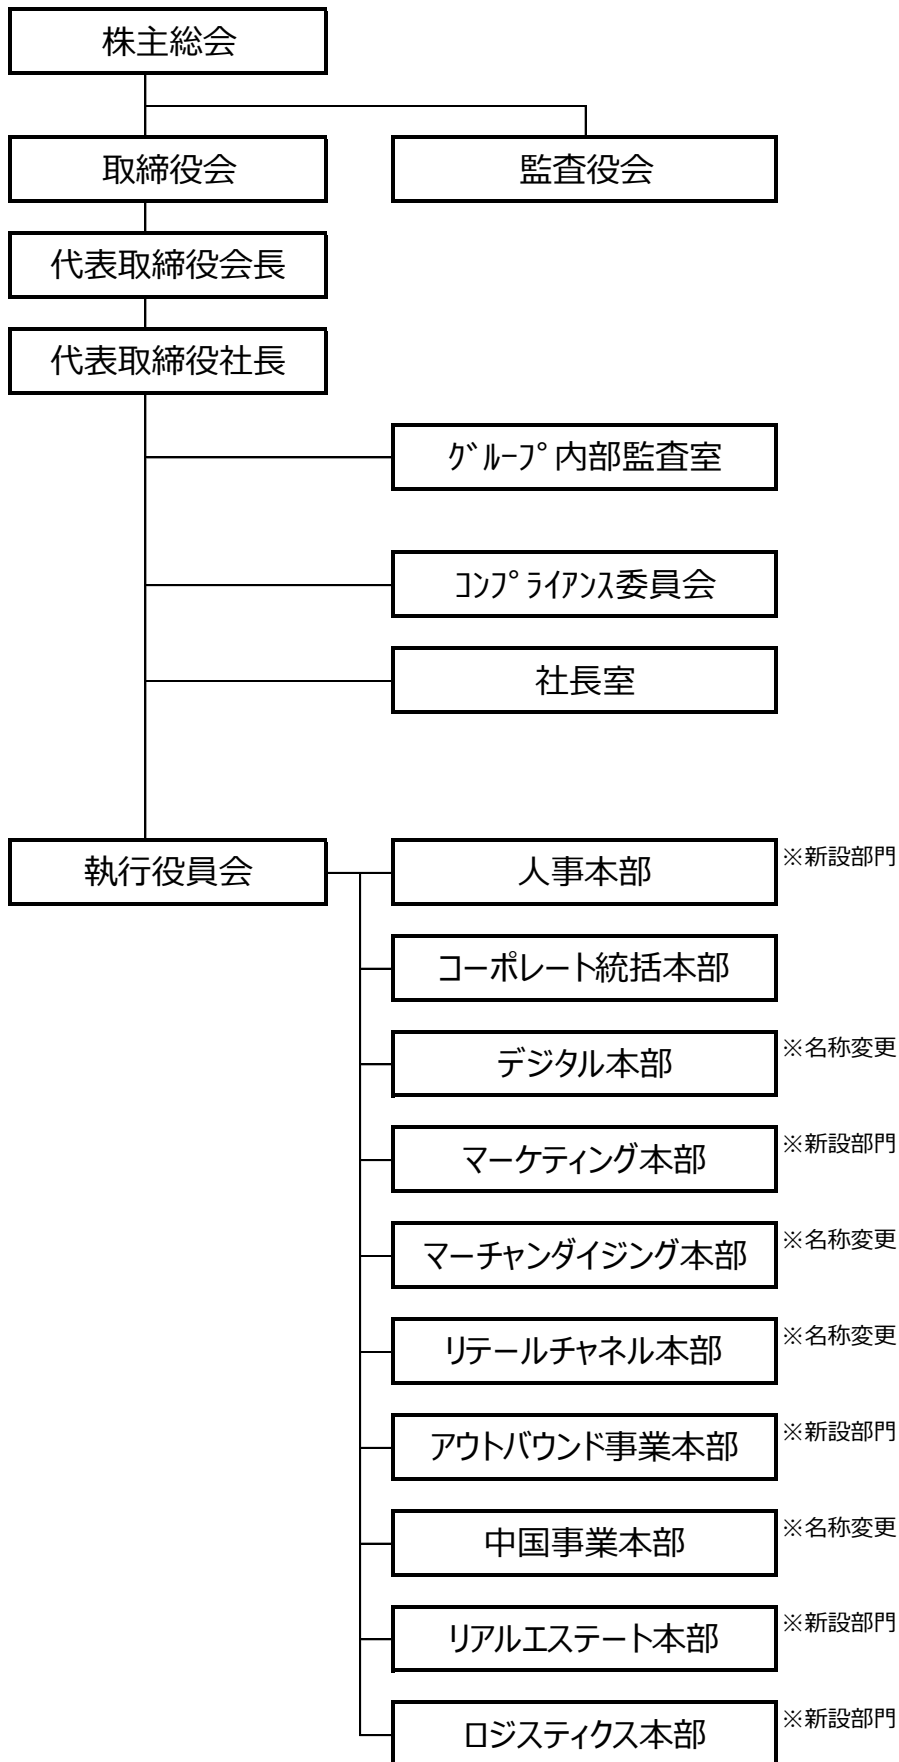 株主総会
取締役会
監査役会
代表取締役会長
代表取締役社長
ｸﾞﾙｰﾌﾟ内部監査室
ｺﾝﾌﾟﾗｲｱﾝｽ委員会
社長室
執行役員会
人事本部
※新設部門
コーポレート統括本部
デジタル本部
※名称変更
マーケティング本部
※新設部門
マーチャンダイジング本部
※名称変更
リテールチャネル本部
※名称変更
アウトバウンド事業本部
※新設部門
中国事業本部
※名称変更
リアルエステート本部
※新設部門
ロジスティクス本部
※新設部門